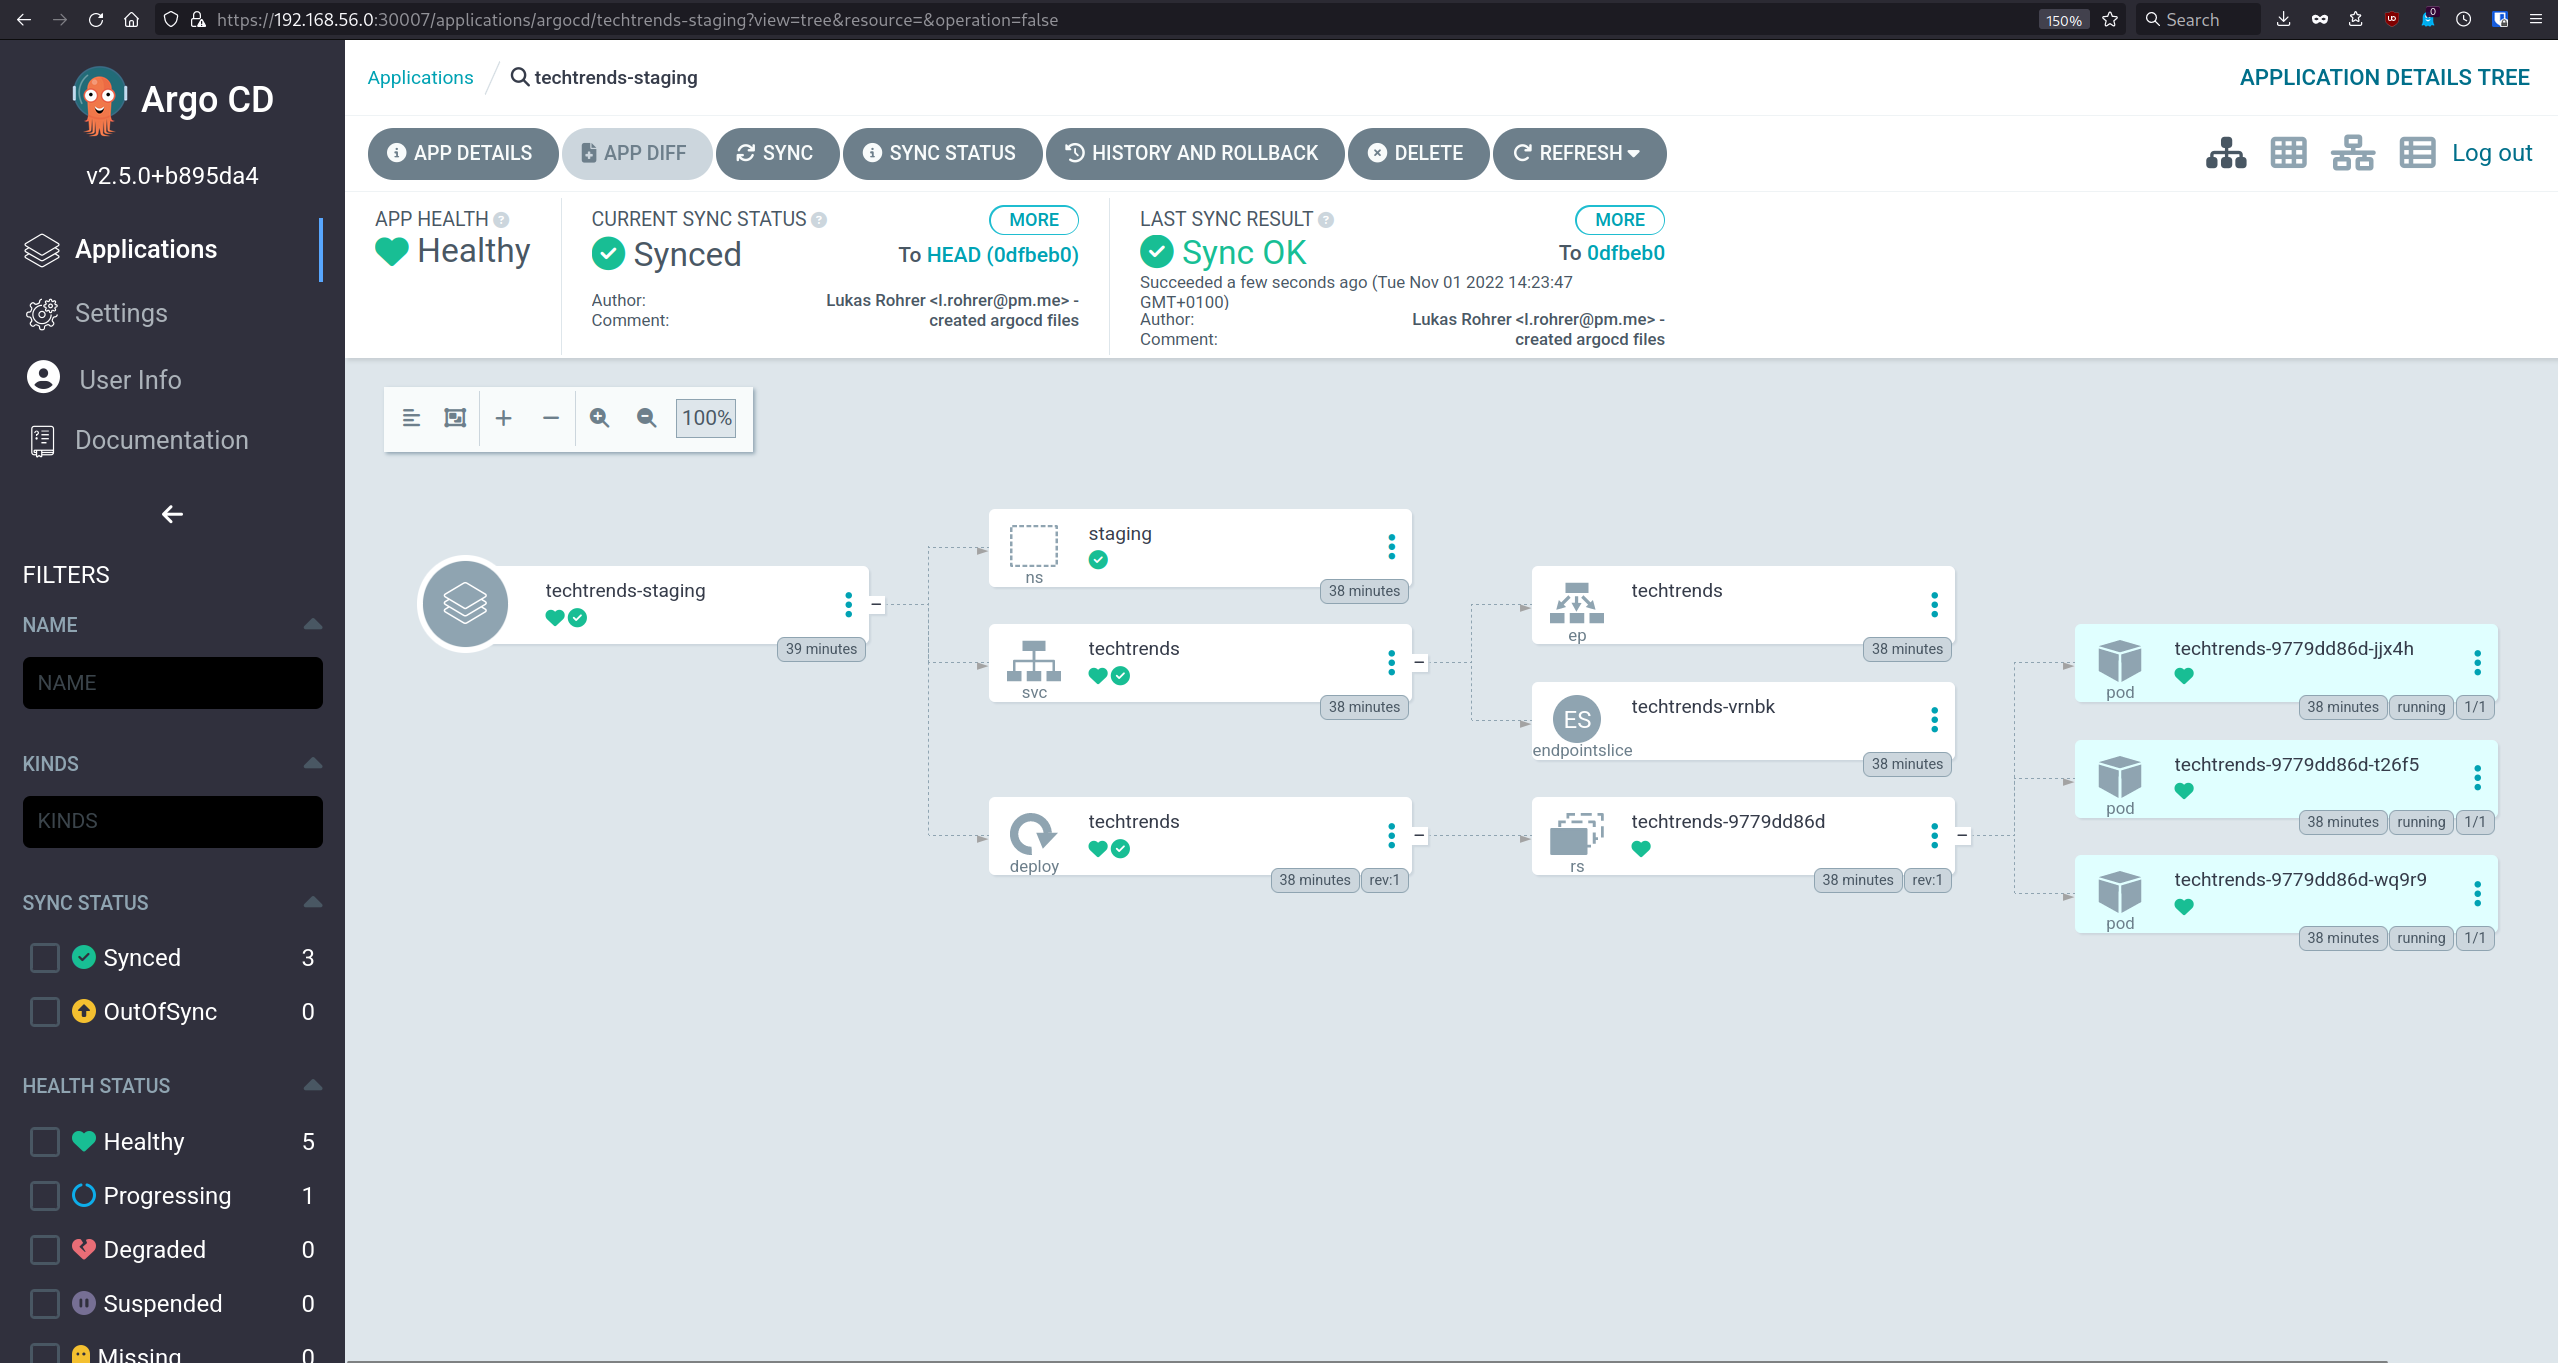 https://192.168.56.0:30007/applications/argocd/techtrends-staging?view=tree&resource=&operation=false
150%
Search
0
Argo CD
v2.5.0+b895da4
Applications
Settings
User Info
Documentation
FILTERS
NAME
NAME
KINDS
KINDS
SYNC STATUS
Synced 3
OutOfSync 0
HEALTH STATUS
Healthy 5
Progressing 1
Degraded 0
Suspended 0
Missing 0
Applications / techtrends-staging
APPLICATION DETAILS TREE
APP DETAILS
APP DIFF
SYNC
SYNC STATUS
HISTORY AND ROLLBACK
DELETE
REFRESH
Log out
APP HEALTH ?
Healthy
CURRENT SYNC STATUS ?
MORE
Synced
To HEAD (0dfbeb0)
Author: Lukas Rohrer <l.rohrer@pm.me> -
Comment: created argocd files
LAST SYNC RESULT ?
MORE
Sync OK
To 0dfbeb0
Succeeded a few seconds ago (Tue Nov 01 2022 14:23:47
GMT+0100)
Author: Lukas Rohrer <l.rohrer@pm.me> -
Comment: created argocd files
100%
techtrends-staging
39 minutes
staging
ns
38 minutes
techtrends
svc
38 minutes
techtrends
deploy
38 minutes rev:1
techtrends
ep
38 minutes
ES
techtrends-vrnbk
endpointslice
38 minutes
techtrends-9779dd86d
rs
38 minutes rev:1
techtrends-9779dd86d-jjx4h
pod
38 minutes running 1/1
techtrends-9779dd86d-t26f5
pod
38 minutes running 1/1
techtrends-9779dd86d-wq9r9
pod
38 minutes running 1/1